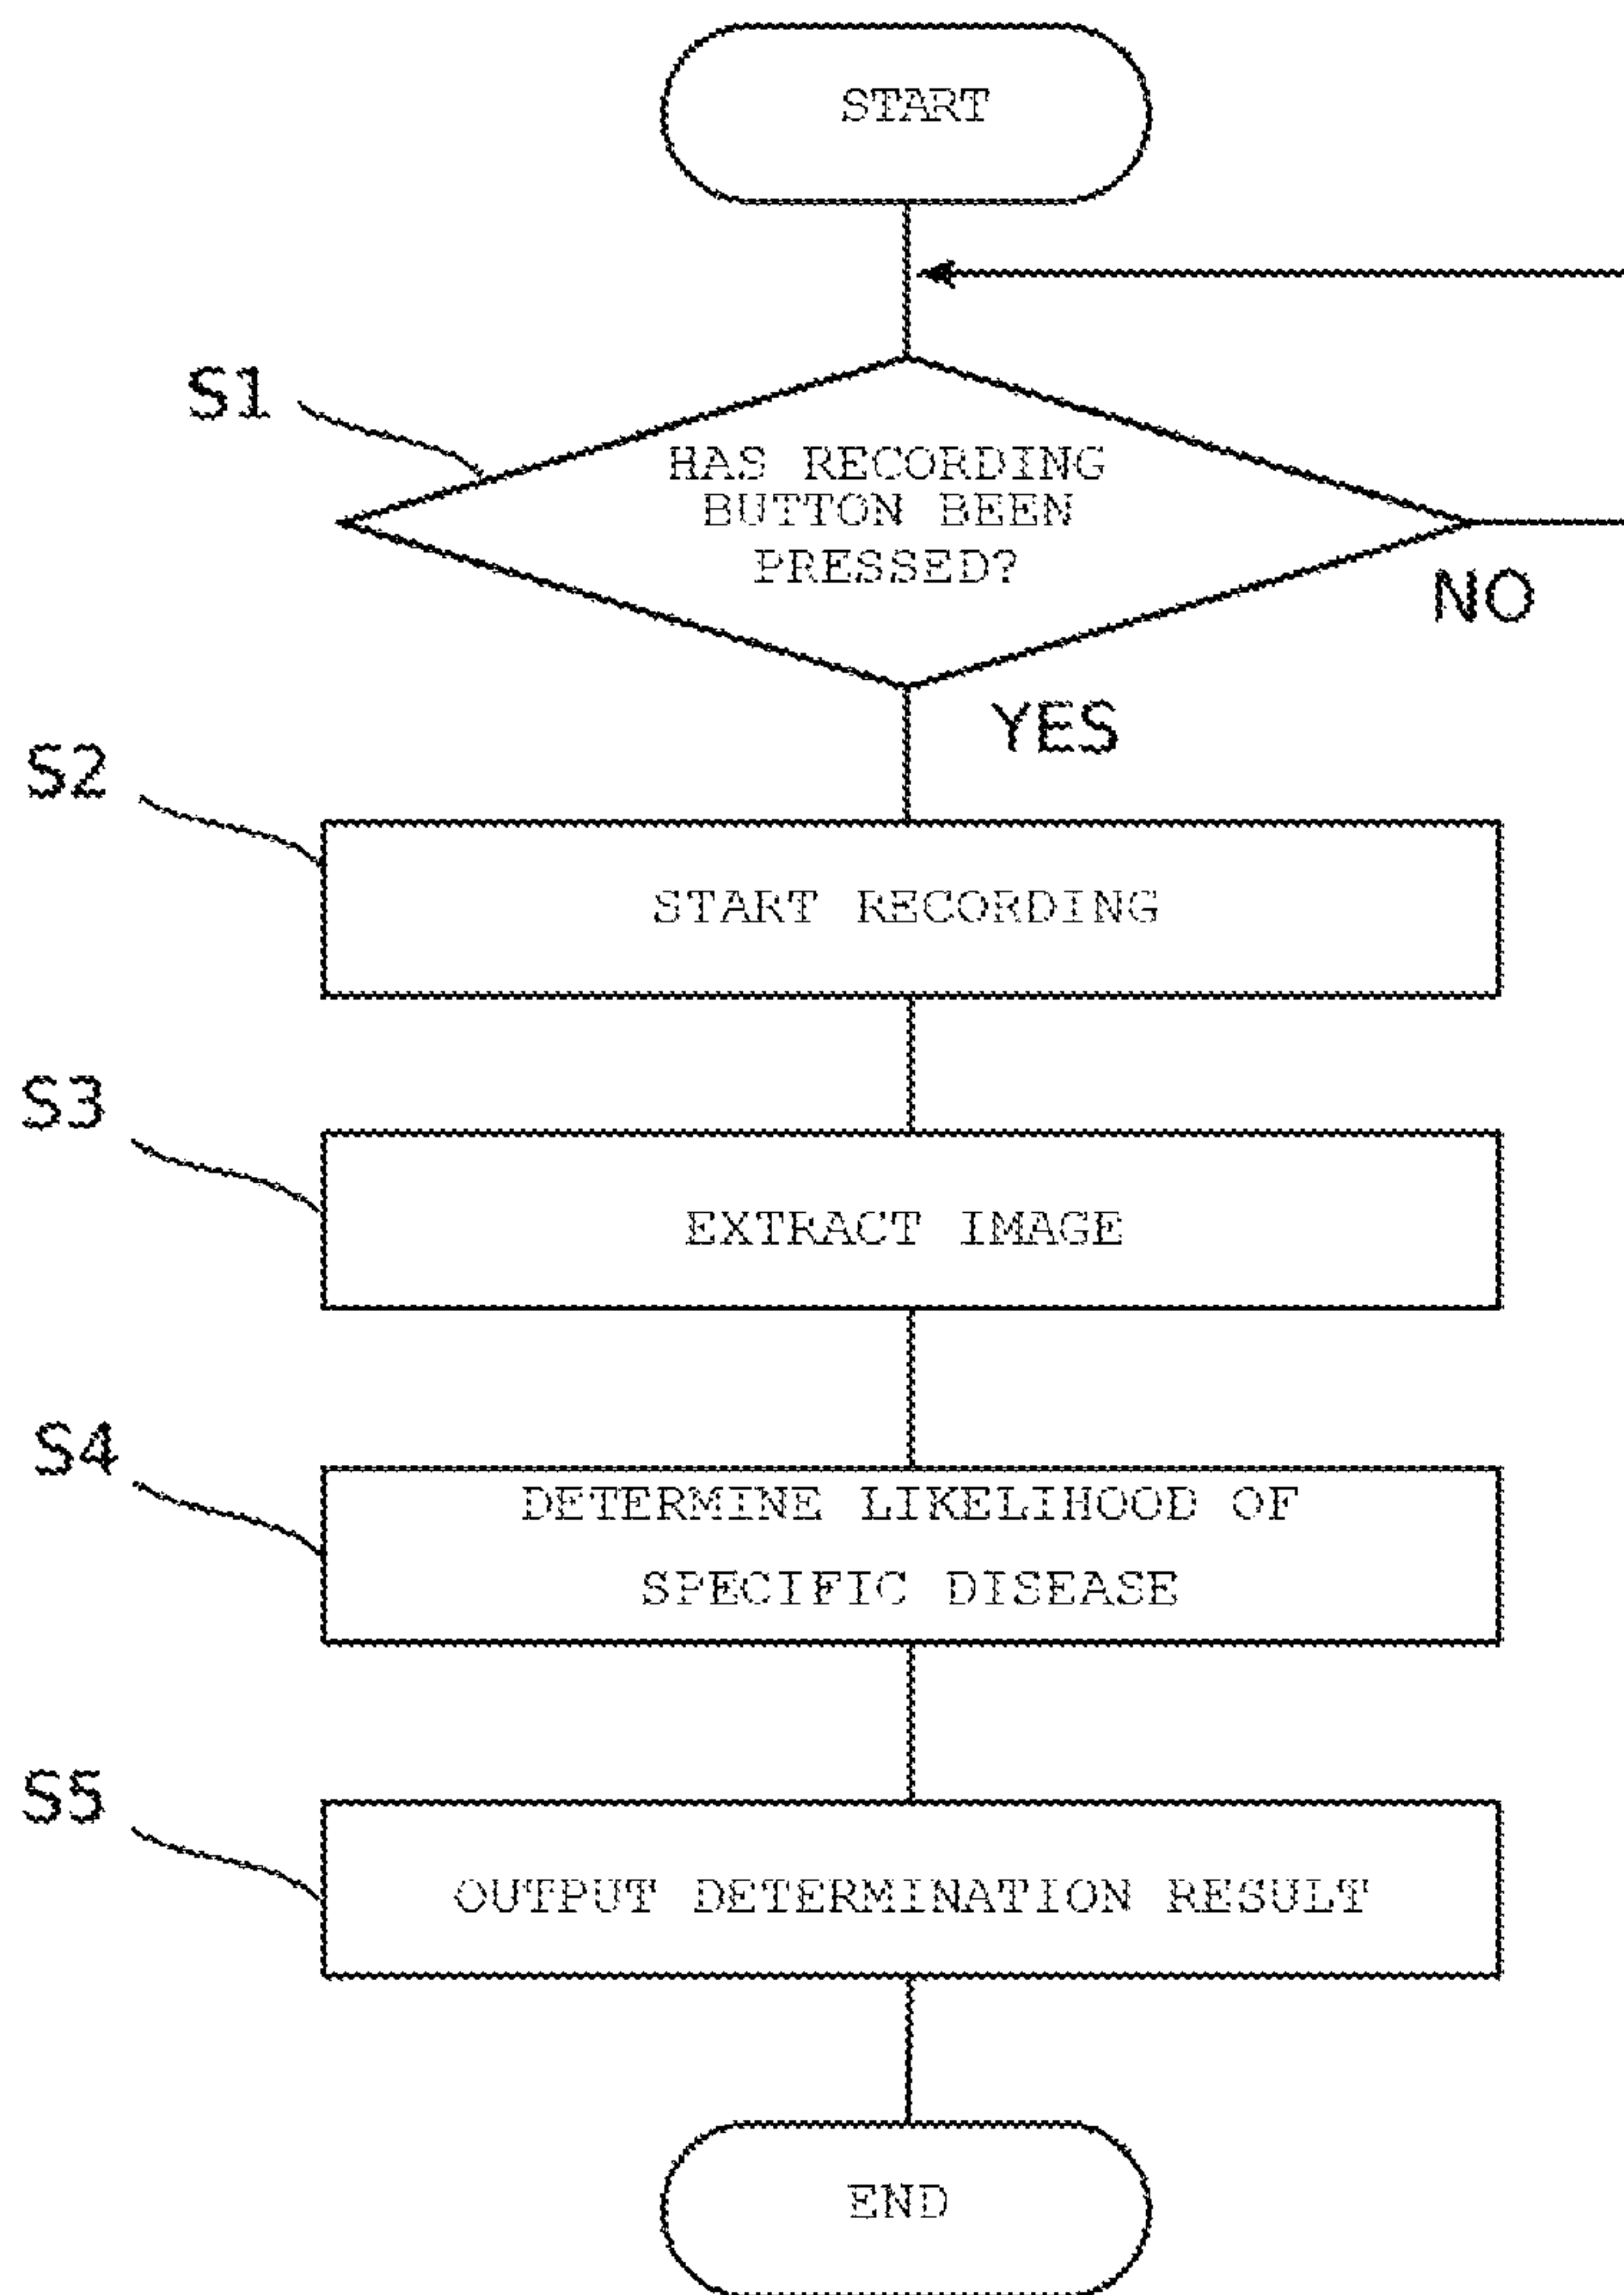 START
S1
HAS RECORDING
BUTTON BEEN
PRESSED?
NO
YES
S2
START RECORDING
S3
EXTRACT IMAGE
S4
DETERMINE LIKELIHOOD OF
SPECIFIC DISEASE
S5
OUTPUT DETERMINATION RESULT
END